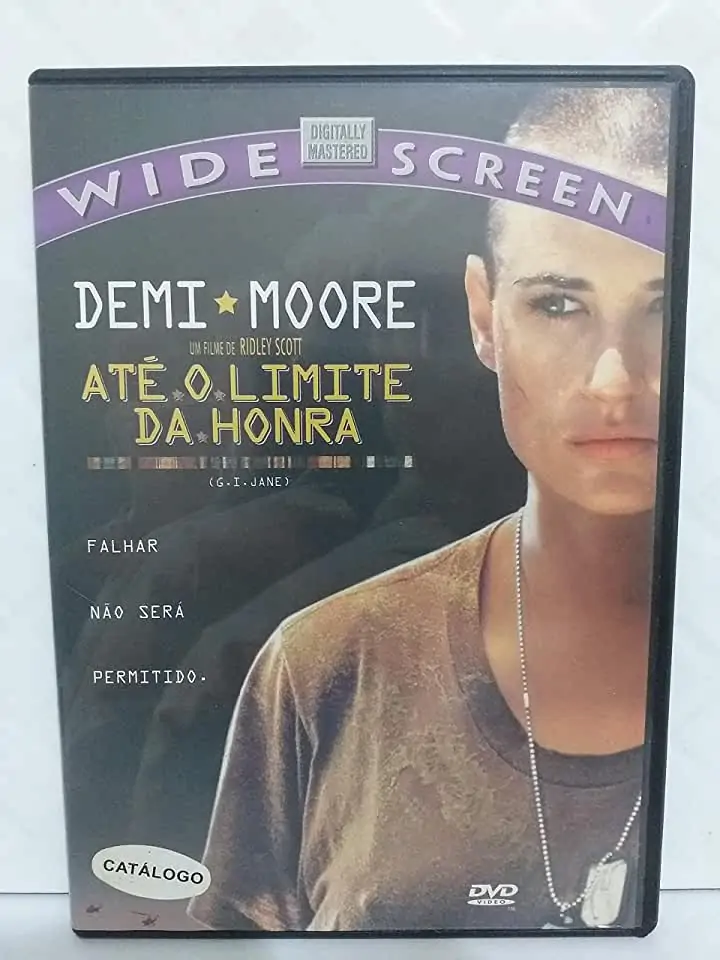 DIGITALLY
MASTERED
WIDE SCREEN
DEMI MOORE
UM FILME DE RIDLEY SCOTT
ATÉ.O.LIMITE
DA.HONRA
(G.I.JANE)
FALHAR
NÃO SERÁ
PERMITIDO.
CATÁLOGO
DVD
VIDEO
TM